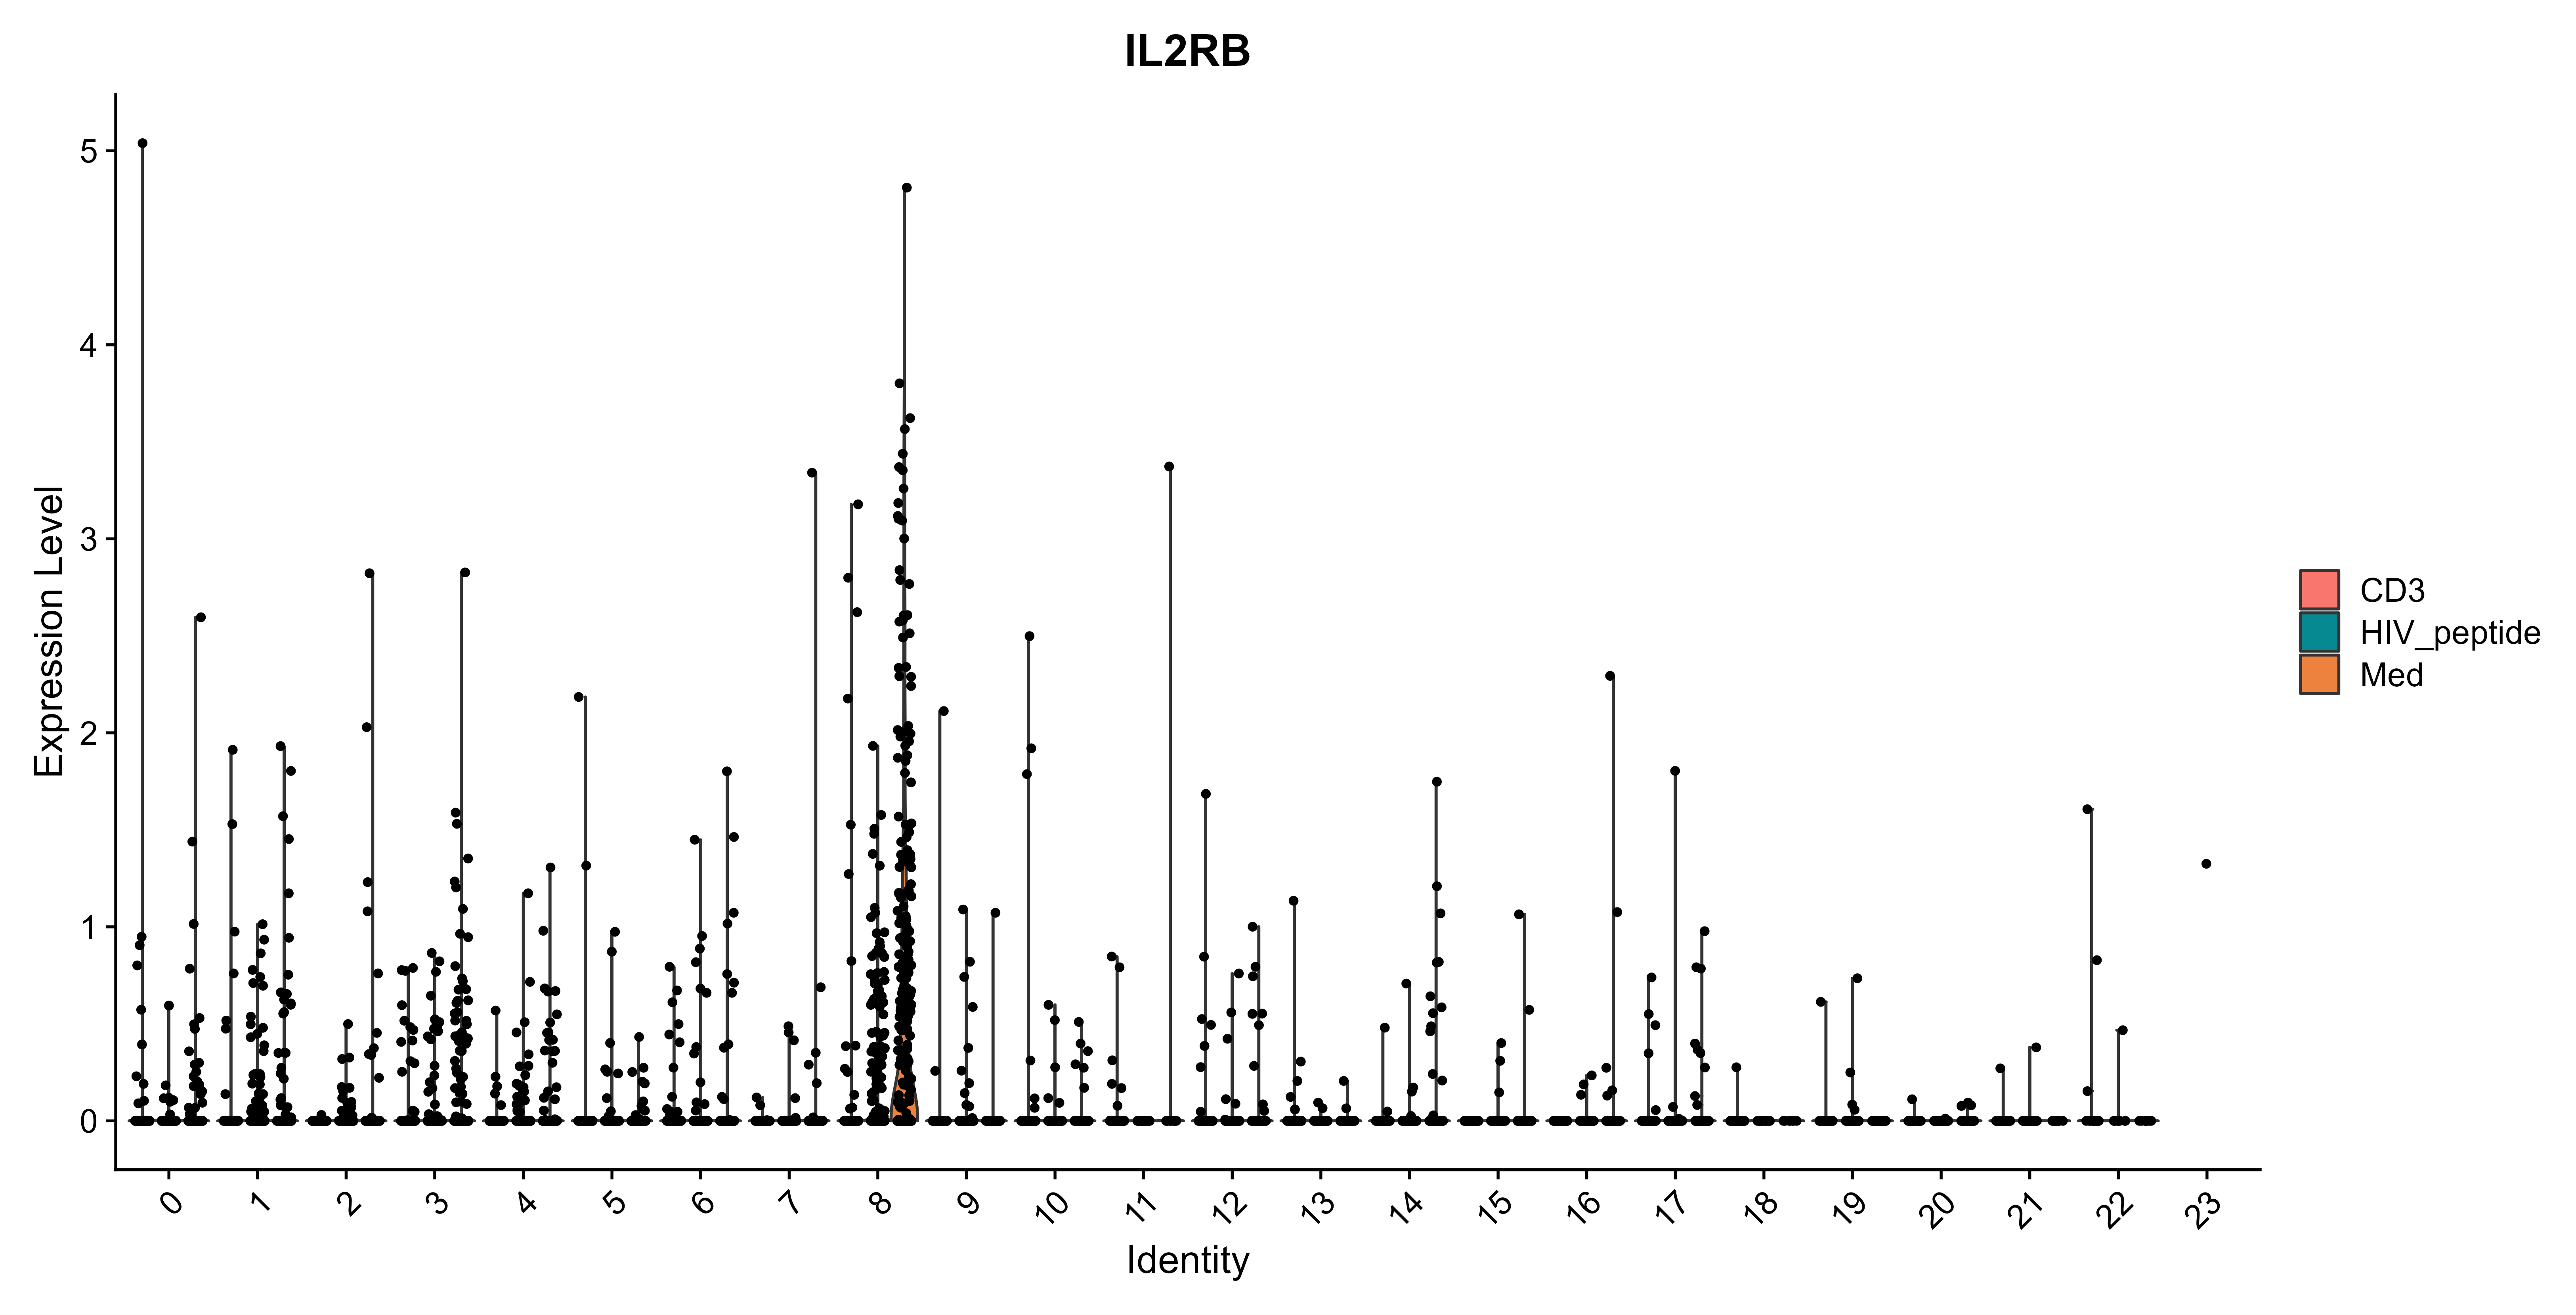 IL2RB
Expression Level
5
4
3
2
1
0
0 1 2 3 4 5 6 7 8 9 10 11 12 13 14 15 16 17 18 19 20 21 22 23
Identity
CD3
HIV_peptide
Med